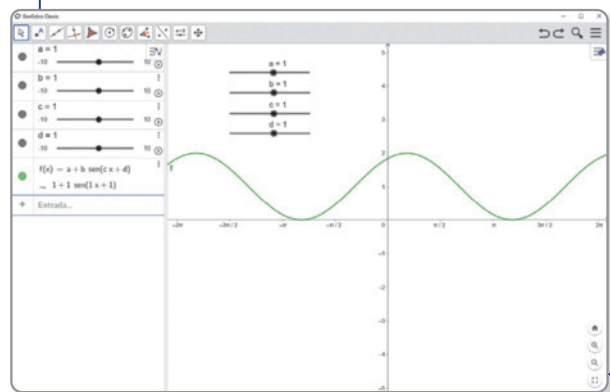 GeoGebra Classic
a = 1
-10
10
b = 1
-10
10
c = 1
-10
10
d = 1
-10
10
f(x) = a + b sen(c x + d)
→ 1 + 1 sen(1 x + 1)
Entrada...
a = 1
b = 1
c = 1
d = 1
f
5
4
3
2
1
0
-1
-2
-3
-4
-5
-2π
-3π / 2
-π
-π / 2
π / 2
π
3π / 2
2π